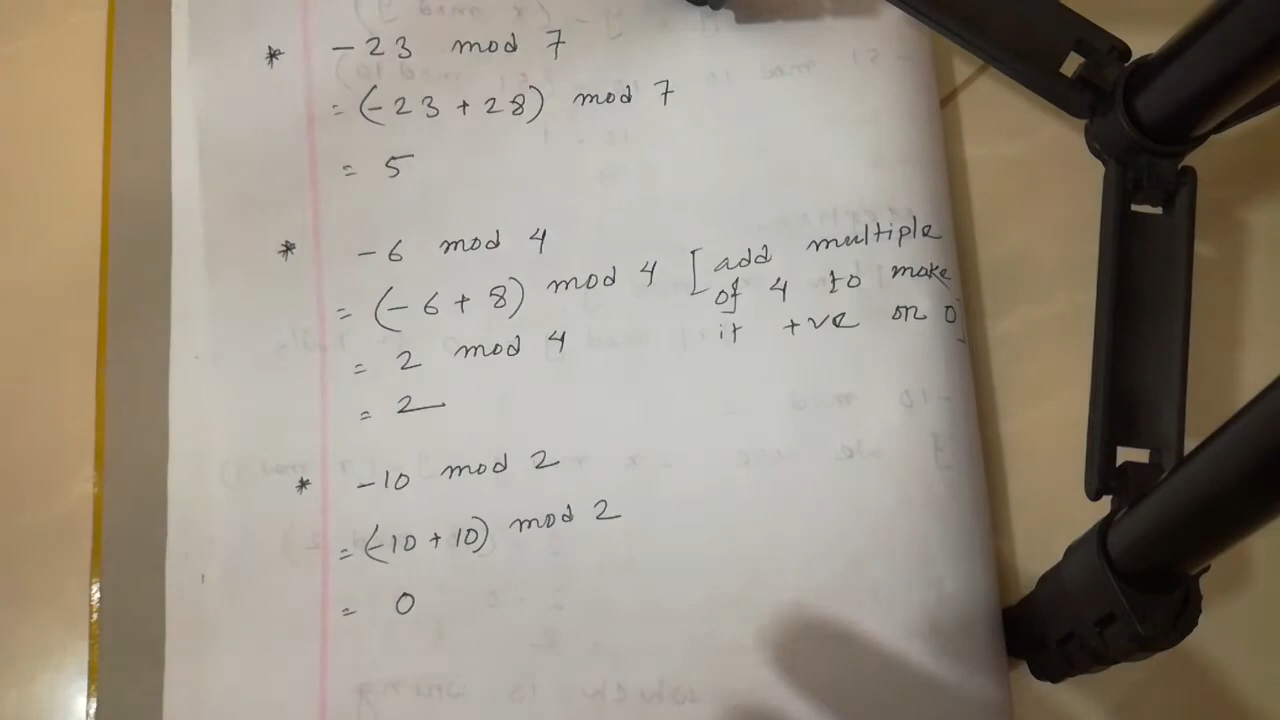 * -23 mod 7
= (-23 + 28) mod 7
= 5
* -6 mod 4
= (-6 + 8) mod 4 [add multiple
of 4 to make
it +ve or 0]
= 2 mod 4
= 2
* -10 mod 2
= (-10 + 10) mod 2
= 0